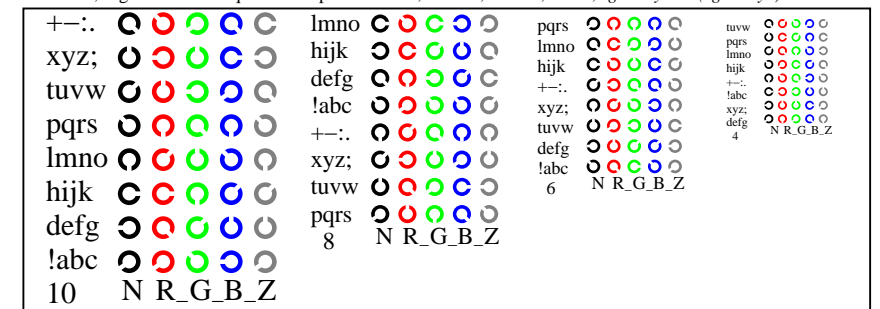 +−:.
xyz;
tuvw
pqrs
lmno
hijk
defg
!abc
10 N R_G_B_Z
lmno
hijk
defg
!abc
+−:.
xyz;
tuvw
pqrs
8 N R_G_B_Z
pqrs
lmno
hijk
+−:.
xyz;
tuvw
defg
!abc
6 N R_G_B_Z
tuvw
pqrs
lmno
hijk
+−:.
!abc
xyz;
defg
4 N R_G_B_Z